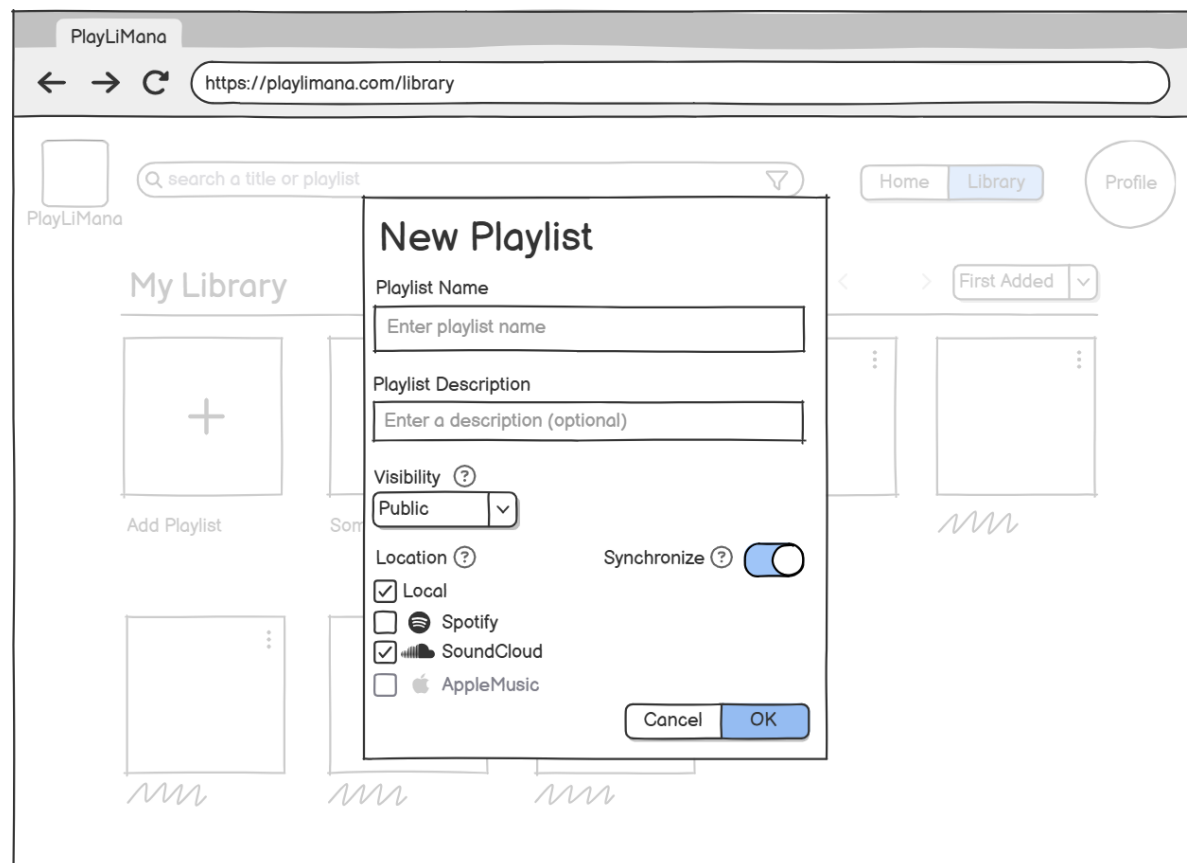 PlayLiMana
https://playlimana.com/library
search a title or playlist
Home
Library
Profile
PlayLiMana
My Library
First Added
New Playlist
Playlist Name
Enter playlist name
Playlist Description
Enter a description (optional)
Visibility ?
Public
Location ?
Synchronize ?
Local
Spotify
SoundCloud
AppleMusic
Cancel
OK
Add Playlist
Som